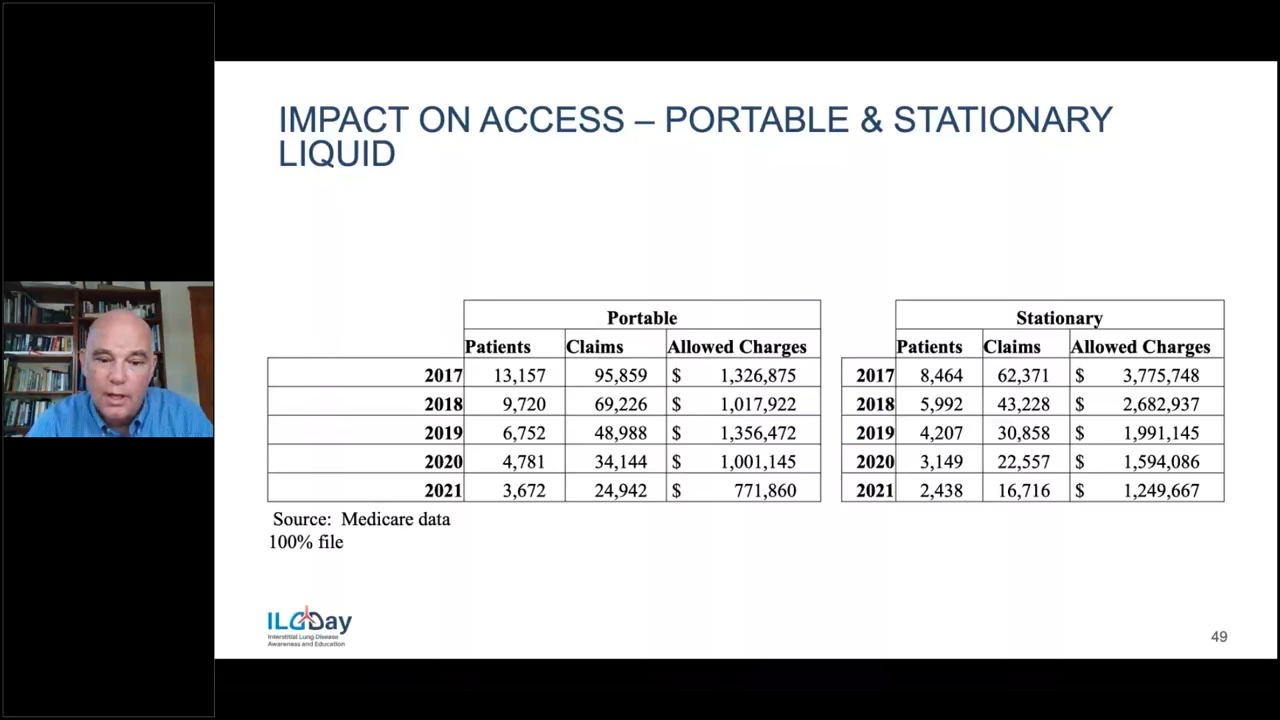 IMPACT ON ACCESS – PORTABLE & STATIONARY
LIQUID
Portable
Patients Claims Allowed Charges
2017 13,157 95,859 $ 1,326,875
2018 9,720 69,226 $ 1,017,922
2019 6,752 48,988 $ 1,356,472
2020 4,781 34,144 $ 1,001,145
2021 3,672 24,942 $ 771,860
Stationary
Patients Claims Allowed Charges
2017 8,464 62,371 $ 3,775,748
2018 5,992 43,228 $ 2,682,937
2019 4,207 30,858 $ 1,991,145
2020 3,149 22,557 $ 1,594,086
2021 2,438 16,716 $ 1,249,667
Source: Medicare data
100% file
ILDDay
Interstitial Lung Disease
Awareness and Education
49